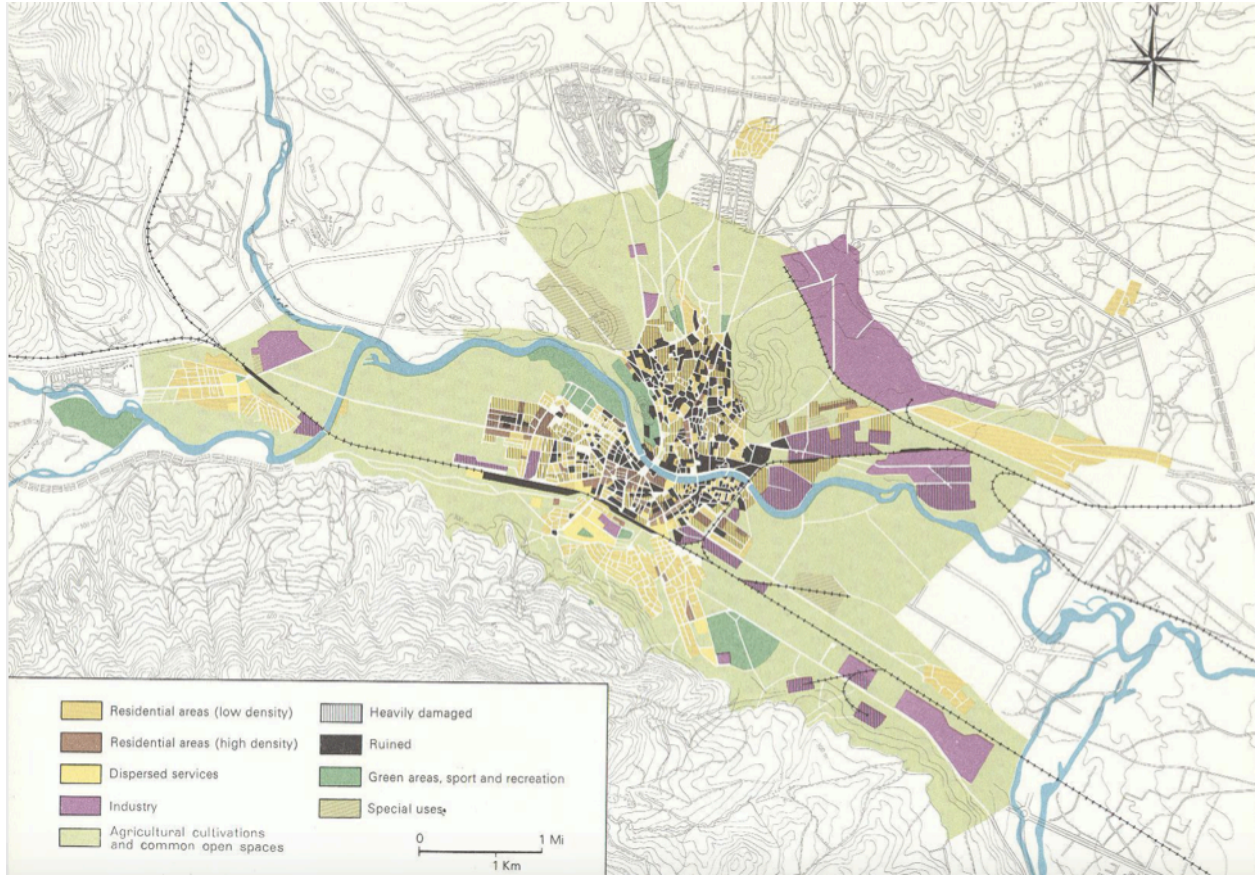 N
Residential areas (low density)
Residential areas (high density)
Dispersed services
Industry
Agricultural cultivations
and common open spaces
Heavily damaged
Ruined
Green areas, sport and recreation
Special uses
0 1 Mi
1 Km